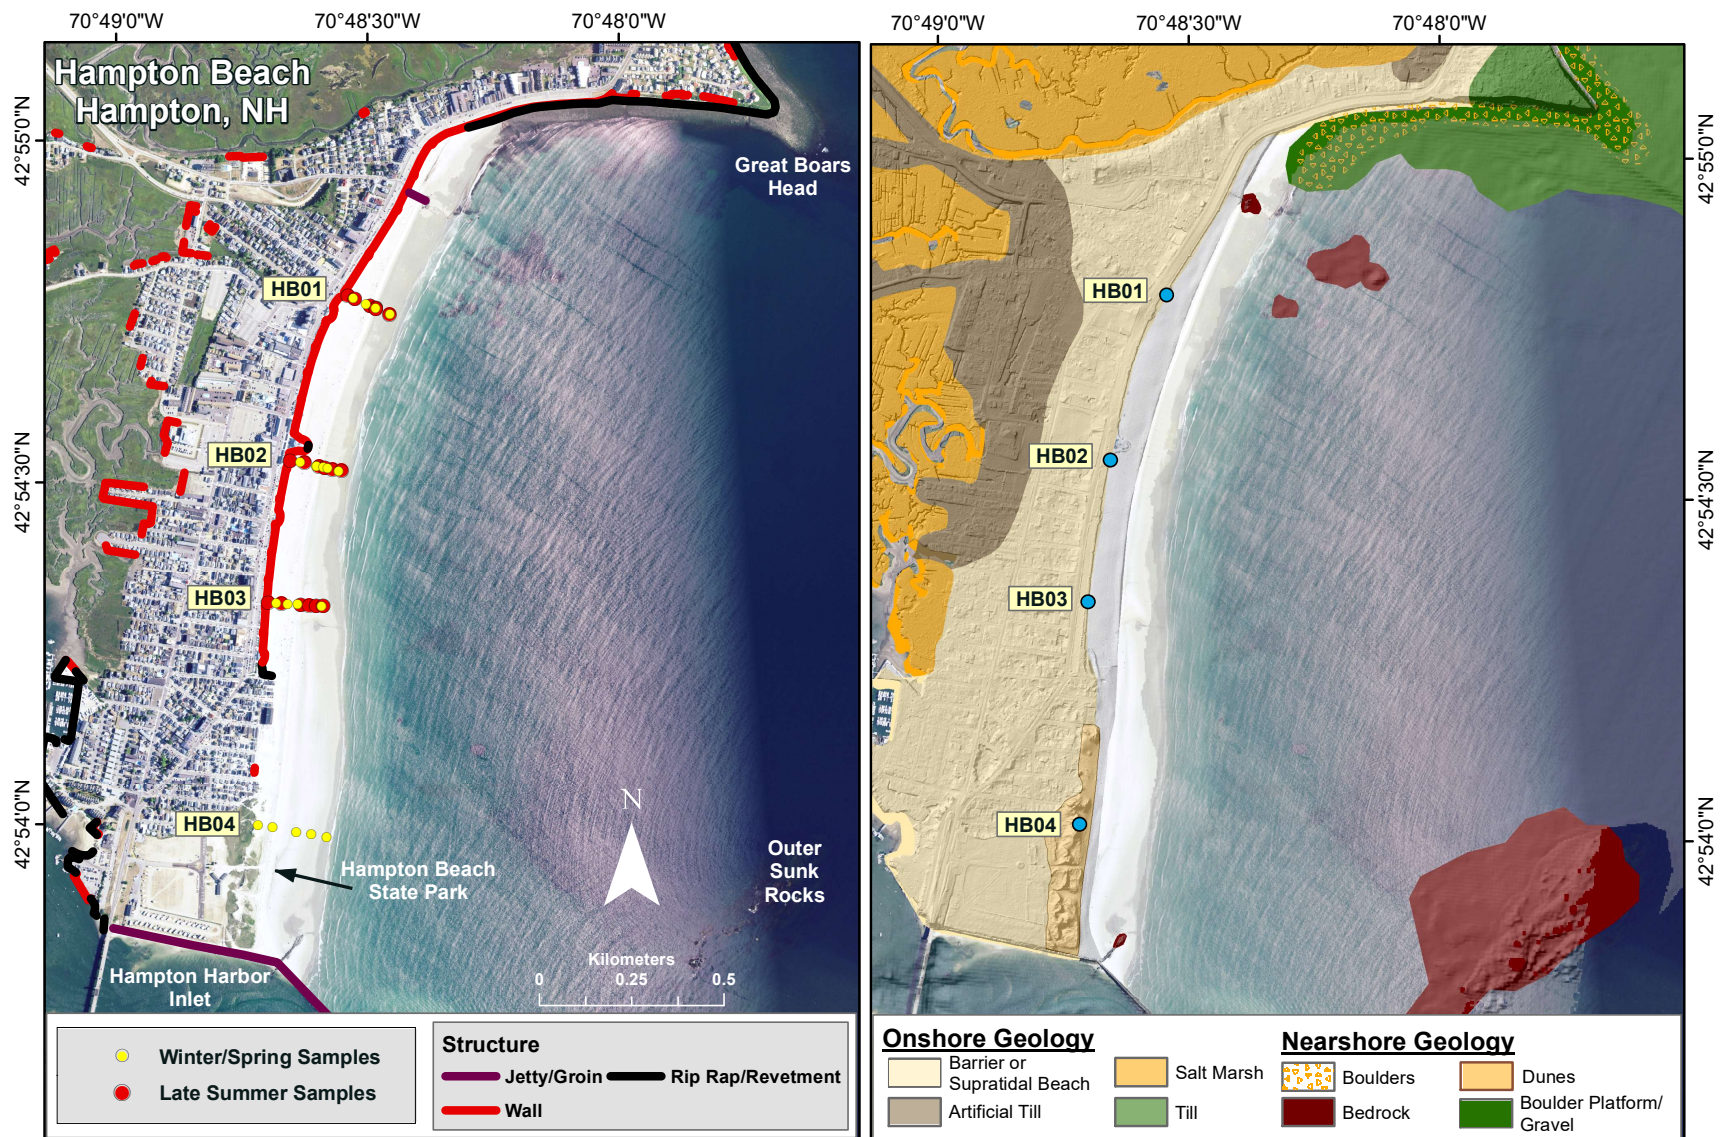 70°49'0"W
70°48'30"W
70°48'0"W
70°49'0"W
70°48'30"W
70°48'0"W
Hampton Beach
Hampton, NH
42°55'0"N
42°54'30"N
42°54'0"N
Great Boars
Head
HB01
HB02
HB03
HB04
Hampton Beach
State Park
N
Outer
Sunk
Rocks
Kilometers
0 0.25 0.5
Hampton Harbor
Inlet
HB01
HB02
HB03
HB04
42°55'0"N
42°54'30"N
42°54'0"N
Winter/Spring Samples
Late Summer Samples
Structure
Jetty/Groin
Rip Rap/Revetment
Wall
Onshore Geology
Barrier or
Supratidal Beach
Salt Marsh
Artificial Till
Till
Nearshore Geology
Boulders
Dunes
Bedrock
Boulder Platform/
Gravel